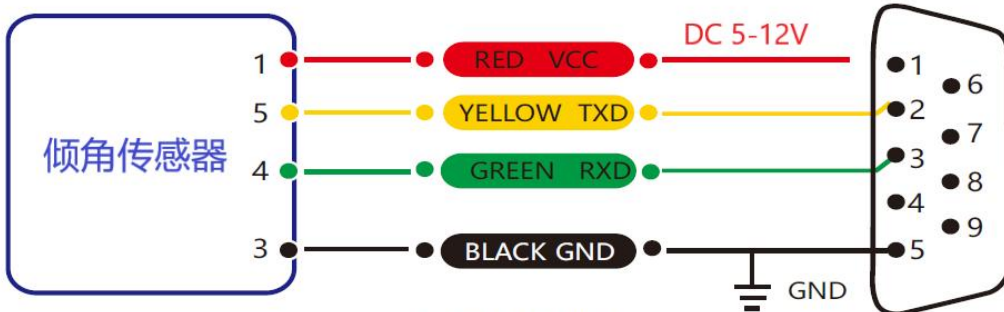 DC 5-12V
1 RED VCC 1
6
5 YELLOW TXD 2
倾角传感器
7
4 GREEN RXD 3
8
4
9
3 BLACK GND 5
GND